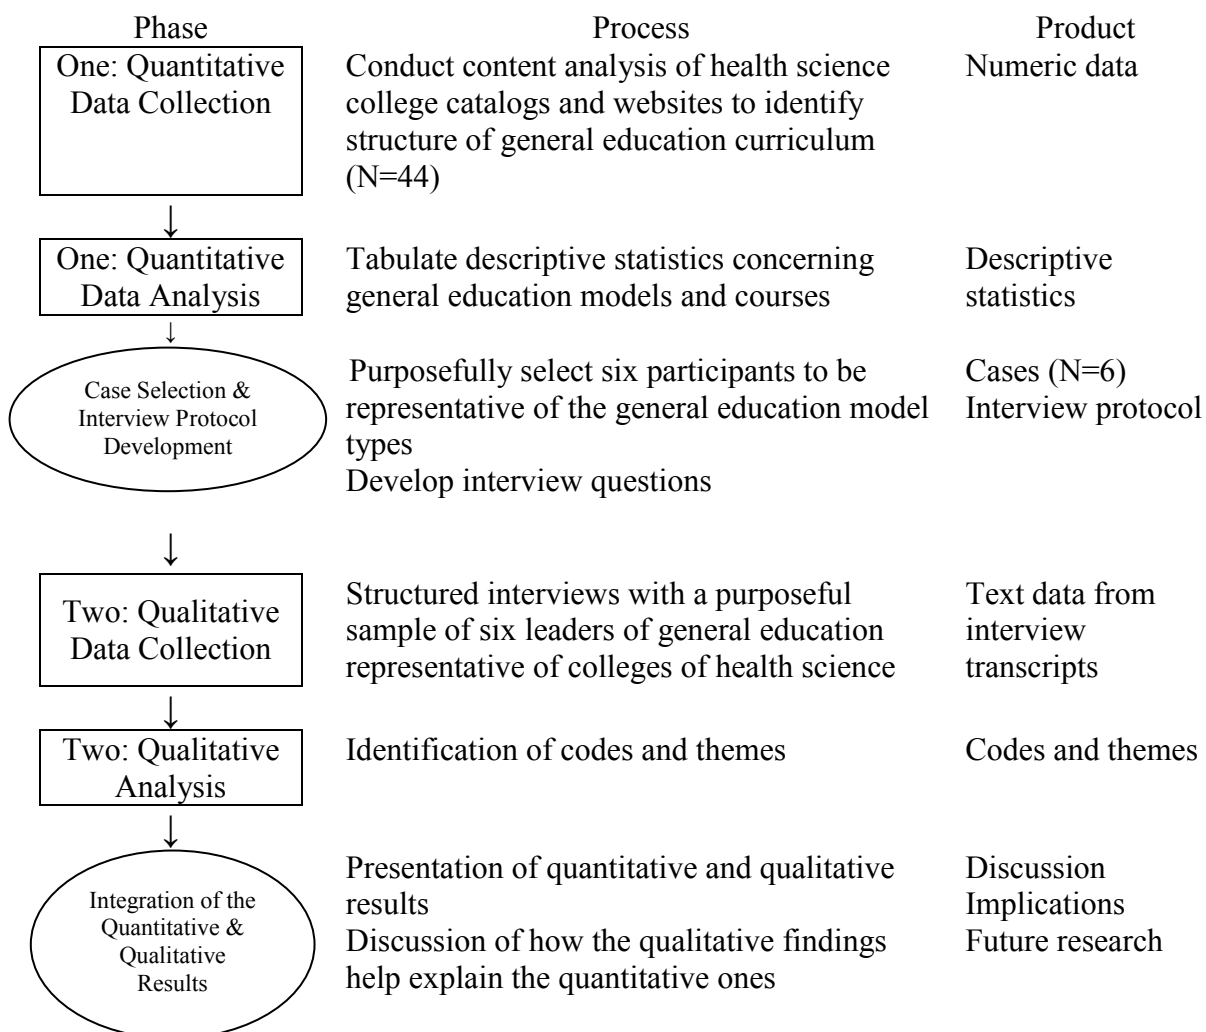 Phase Process Product
One: Quantitative
Data Collection
Conduct content analysis of health science
college catalogs and websites to identify
structure of general education curriculum
(N=44)
Numeric data
↓
One: Quantitative
Data Analysis
Tabulate descriptive statistics concerning
general education models and courses
Descriptive
statistics
↓
Case Selection &
Interview Protocol
Development
Purposefully select six participants to be
representative of the general education model
types
Develop interview questions
Cases (N=6)
Interview protocol
↓
Two: Qualitative
Data Collection
Structured interviews with a purposeful
sample of six leaders of general education
representative of colleges of health science
Text data from
interview
transcripts
↓
Two: Qualitative
Analysis
Identification of codes and themes
Codes and themes
↓
Integration of the
Quantitative &
Qualitative
Results
Presentation of quantitative and qualitative
results
Discussion of how the qualitative findings
help explain the quantitative ones
Discussion
Implications
Future research